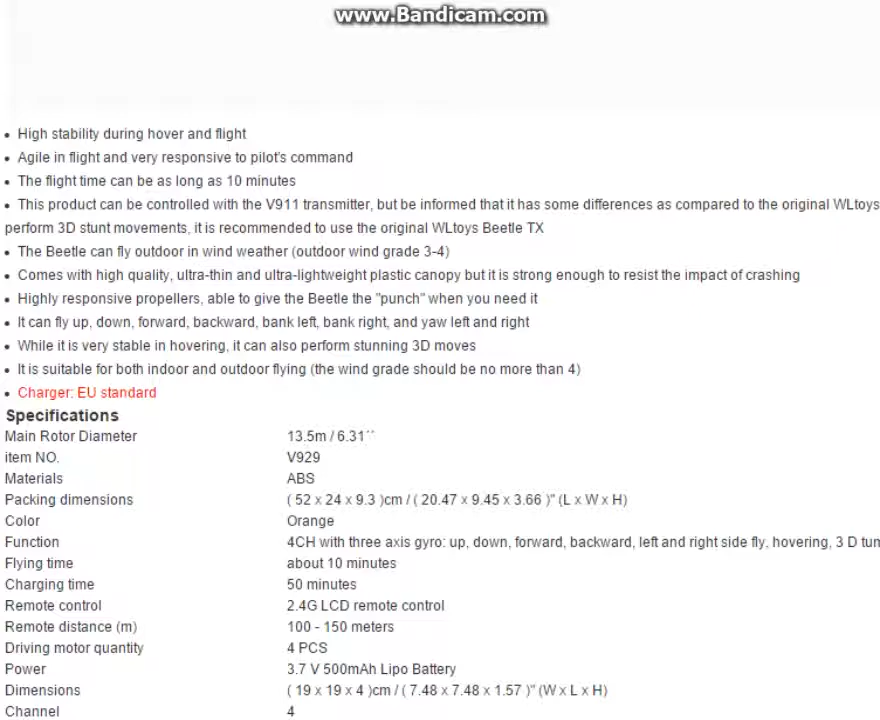 www.Bandicam.com
• High stability during hover and flight
• Agile in flight and very responsive to pilot's command
• The flight time can be as long as 10 minutes
• This product can be controlled with the V911 transmitter, but be informed that it has some differences as compared to the original WLtoys
perform 3D stunt movements, it is recommended to use the original WLtoys Beetle TX
• The Beetle can fly outdoor in wind weather (outdoor wind grade 3-4)
• Comes with high quality, ultra-thin and ultra-lightweight plastic canopy but it is strong enough to resist the impact of crashing
• Highly responsive propellers, able to give the Beetle the "punch" when you need it
• It can fly up, down, forward, backward, bank left, bank right, and yaw left and right
• While it is very stable in hovering, it can also perform stunning 3D moves
• It is suitable for both indoor and outdoor flying (the wind grade should be no more than 4)
• Charger: EU standard
Specifications
Main Rotor Diameter 13.5m / 6.31´´
item NO. V929
Materials ABS
Packing dimensions ( 52 x 24 x 9.3 )cm / ( 20.47 x 9.45 x 3.66 )" (L x W x H)
Color Orange
Function 4CH with three axis gyro: up, down, forward, backward, left and right side fly, hovering, 3 D tum
Flying time about 10 minutes
Charging time 50 minutes
Remote control 2.4G LCD remote control
Remote distance (m) 100 - 150 meters
Driving motor quantity 4 PCS
Power 3.7 V 500mAh Lipo Battery
Dimensions ( 19 x 19 x 4 )cm / ( 7.48 x 7.48 x 1.57 )" (W x L x H)
Channel 4